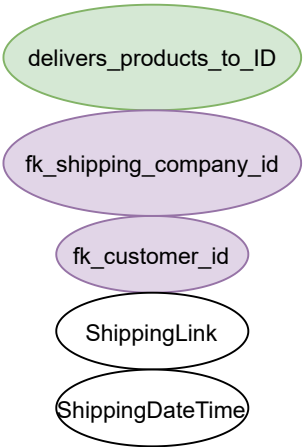 delivers_products_to_ID
fk_shipping_company_id
fk_customer_id
ShippingLink
ShippingDateTime